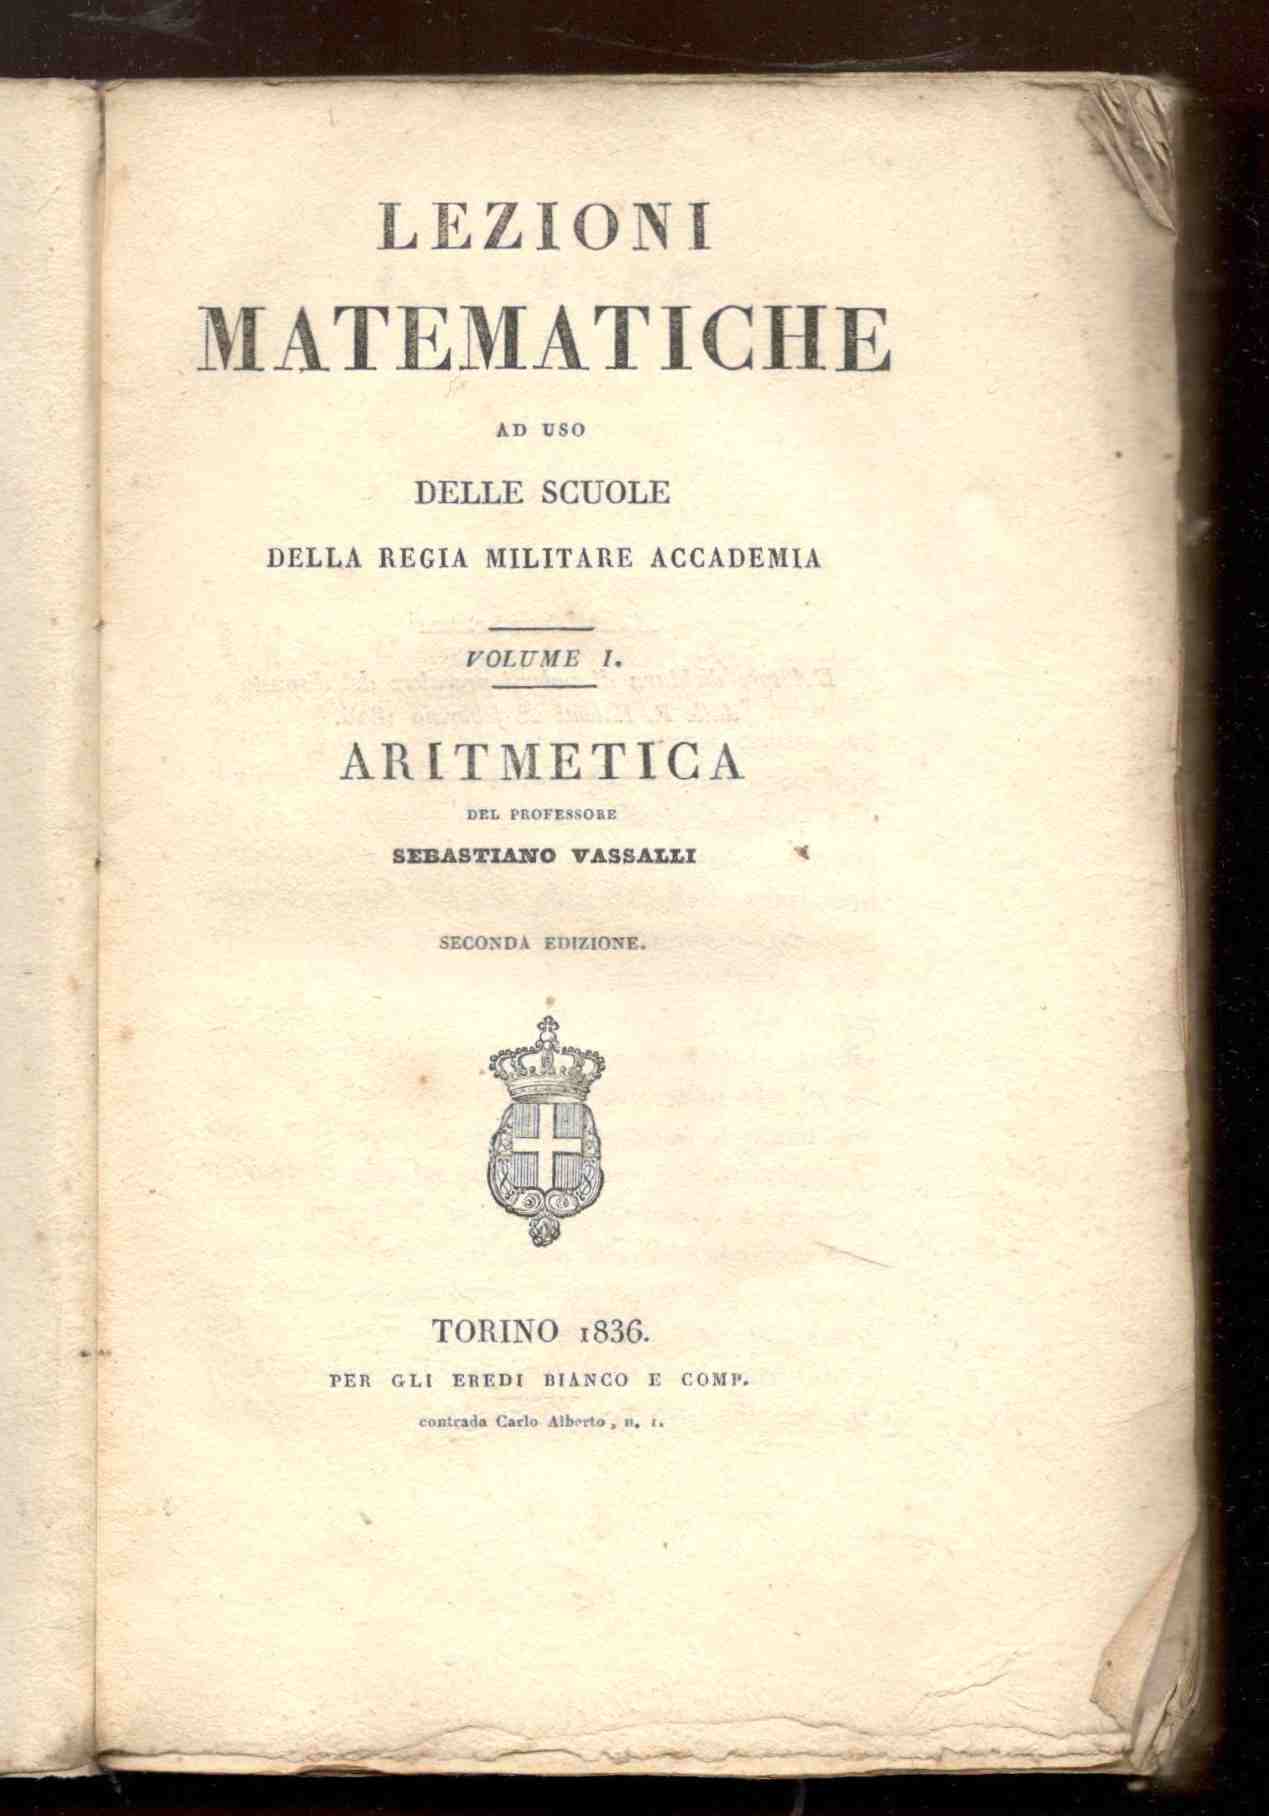 LEZIONI
MATEMATICHE
AD USO
DELLE SCUOLE
DELLA REGIA MILITARE ACCADEMIA
VOLUME I.
ARITMETICA
DEL PROFESSORE
SEBASTIANO VASSALLI
SECONDA EDIZIONE.
TORINO 1836.
PER GLI EREDI BIANCO E COMP.
contrada Carlo Alberto, n. 1.